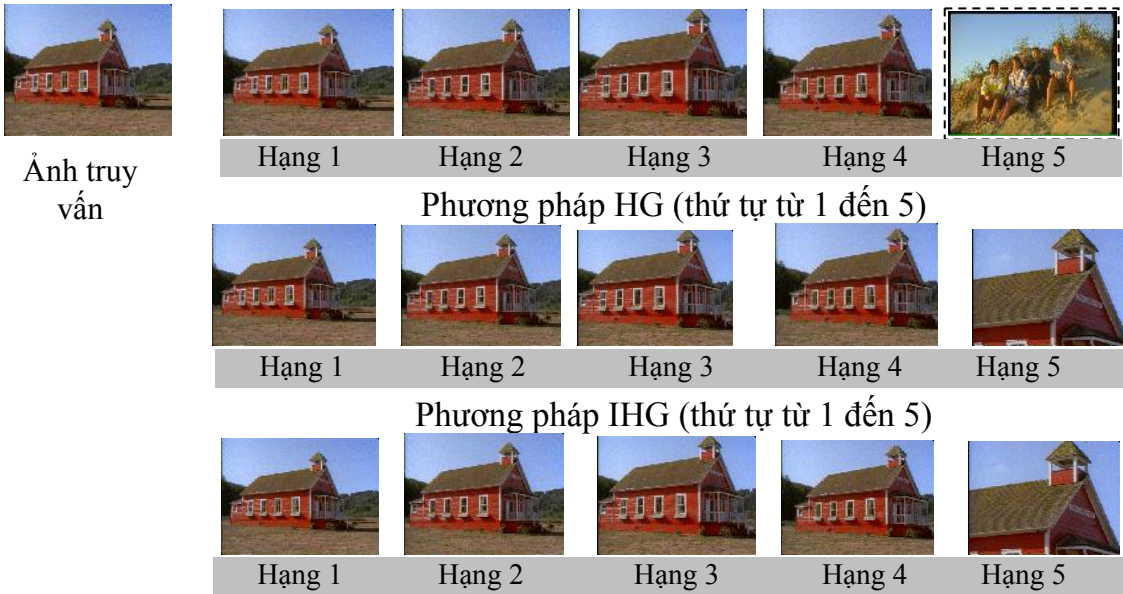 Ảnh truy
vấn
Hạng 1 Hạng 2 Hạng 3 Hạng 4 Hạng 5
Phương pháp HG (thứ tự từ 1 đến 5)
Hạng 1 Hạng 2 Hạng 3 Hạng 4 Hạng 5
Phương pháp IHG (thứ tự từ 1 đến 5)
Hạng 1 Hạng 2 Hạng 3 Hạng 4 Hạng 5